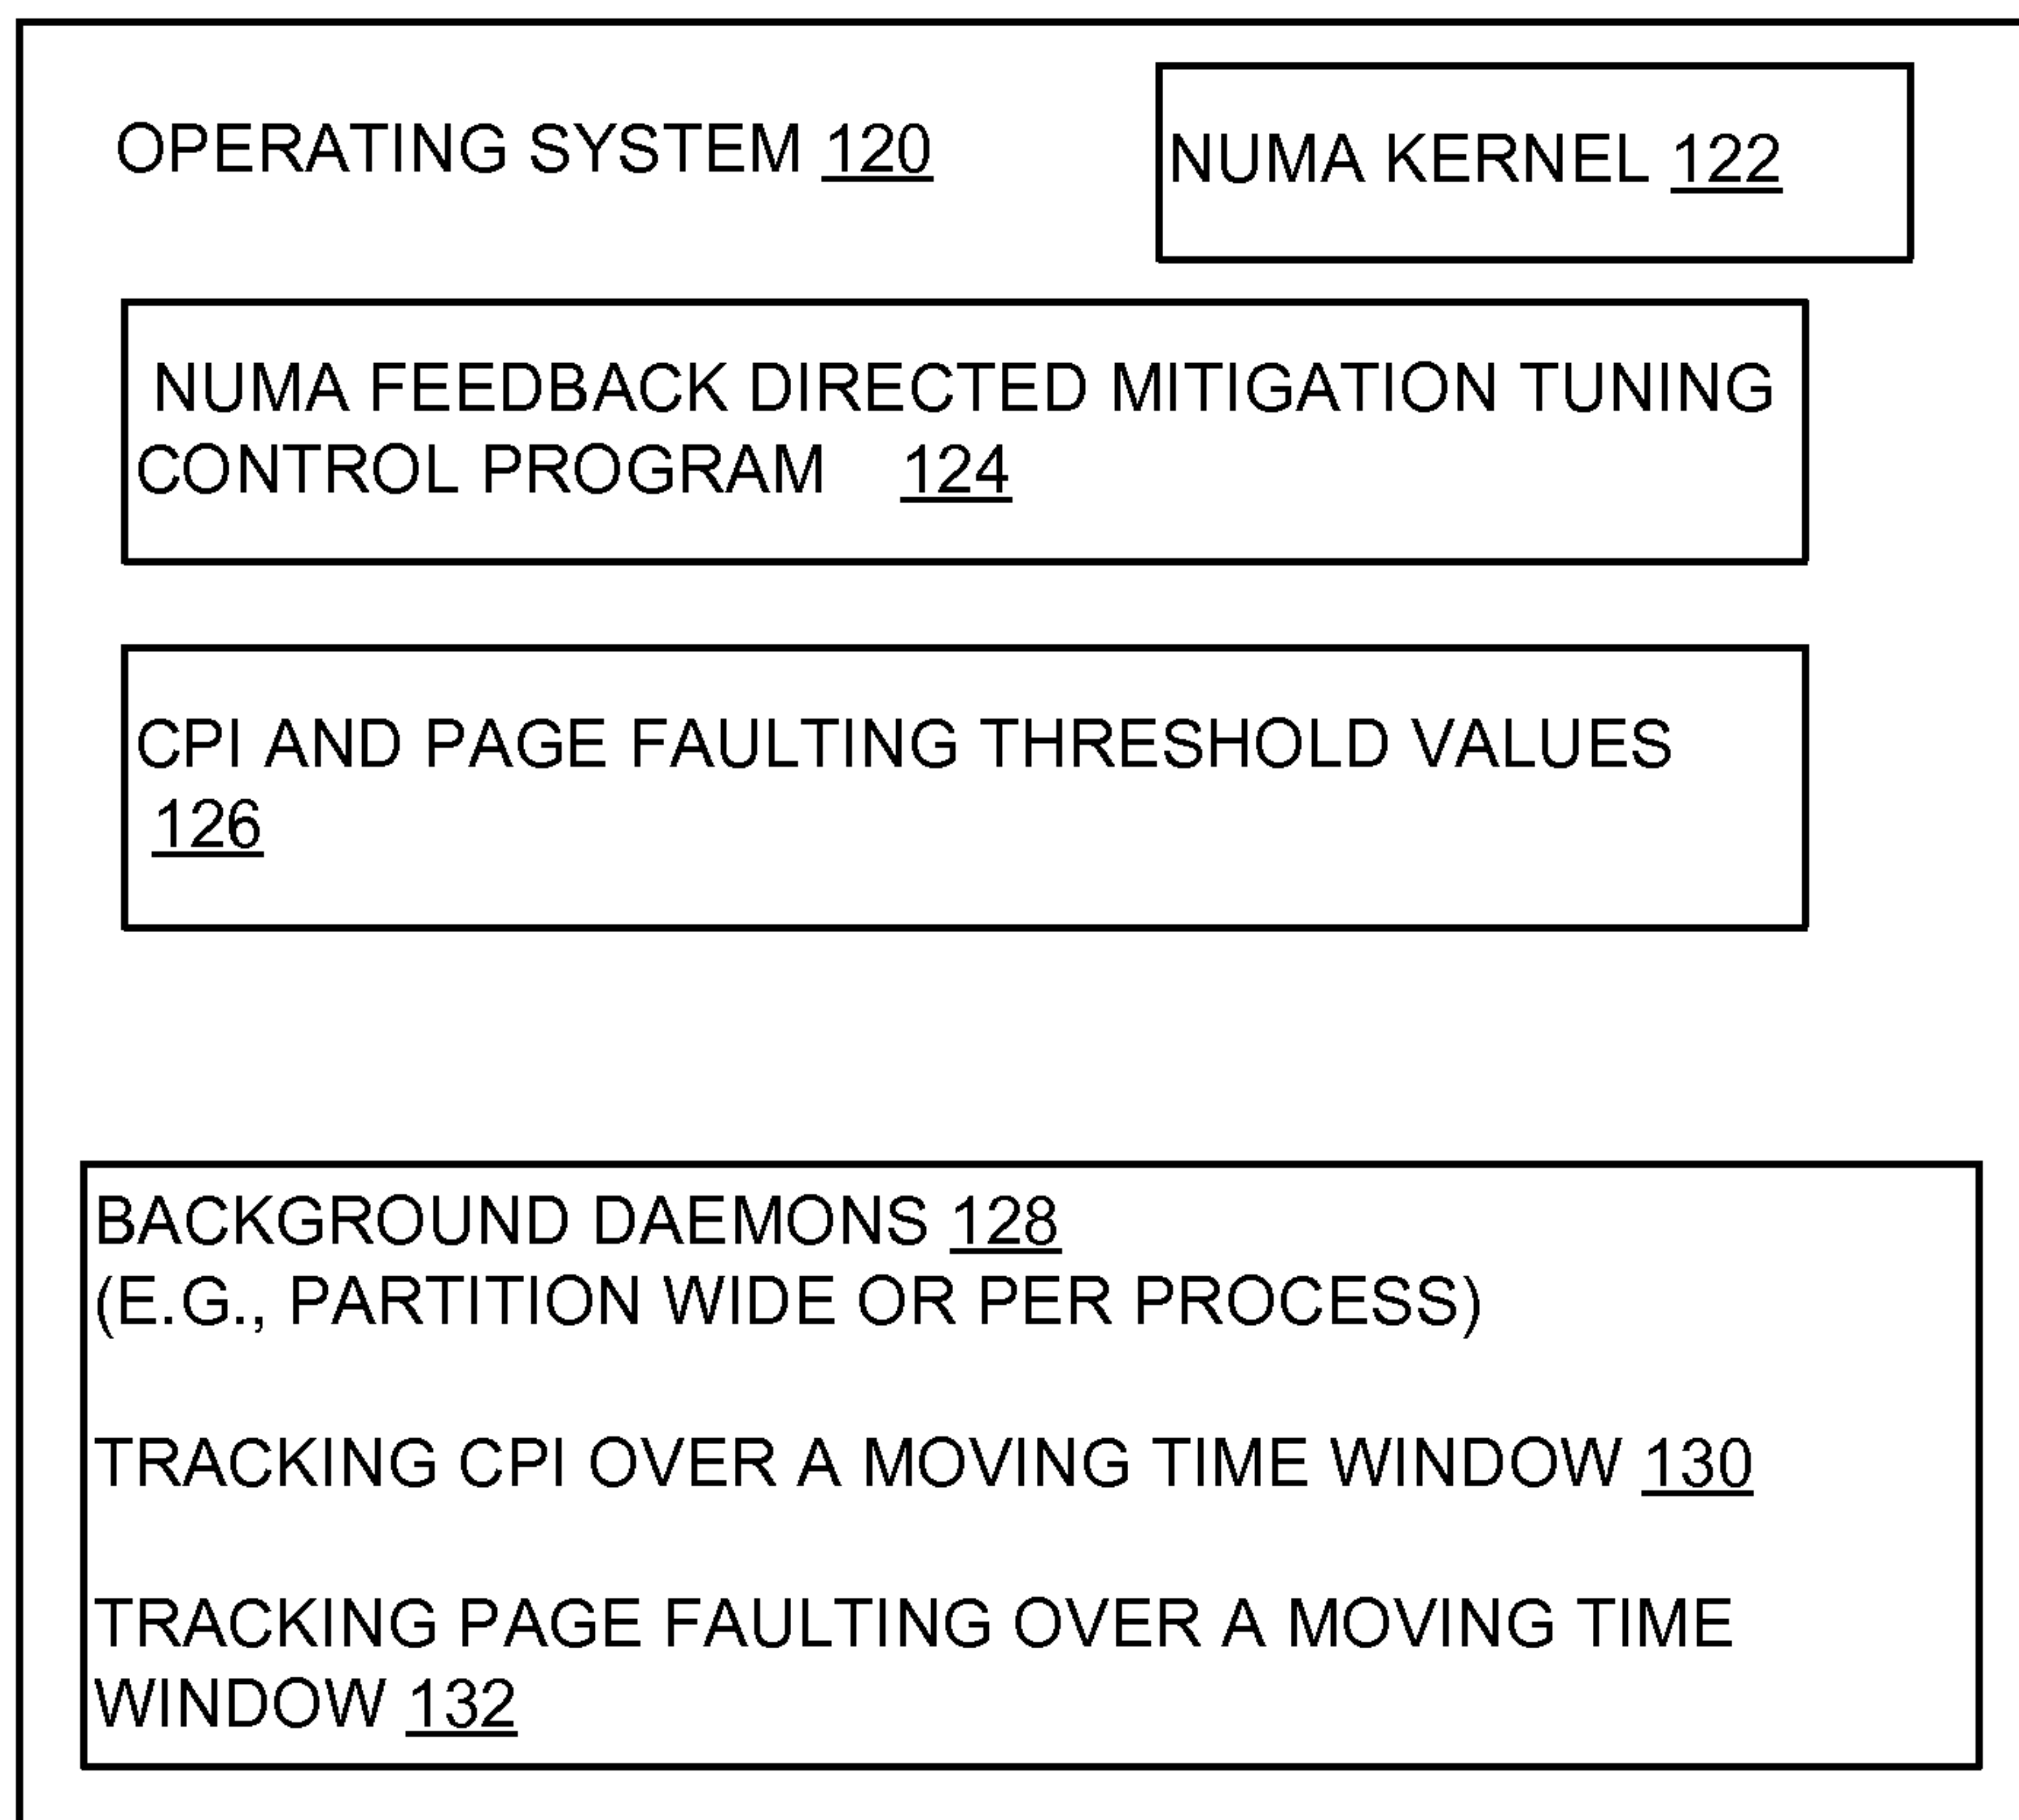 OPERATING SYSTEM 120
NUMA KERNEL 122
NUMA FEEDBACK DIRECTED MITIGATION TUNING
CONTROL PROGRAM 124
CPI AND PAGE FAULTING THRESHOLD VALUES
126
BACKGROUND DAEMONS 128
(E.G., PARTITION WIDE OR PER PROCESS)
TRACKING CPI OVER A MOVING TIME WINDOW 130
TRACKING PAGE FAULTING OVER A MOVING TIME
WINDOW 132